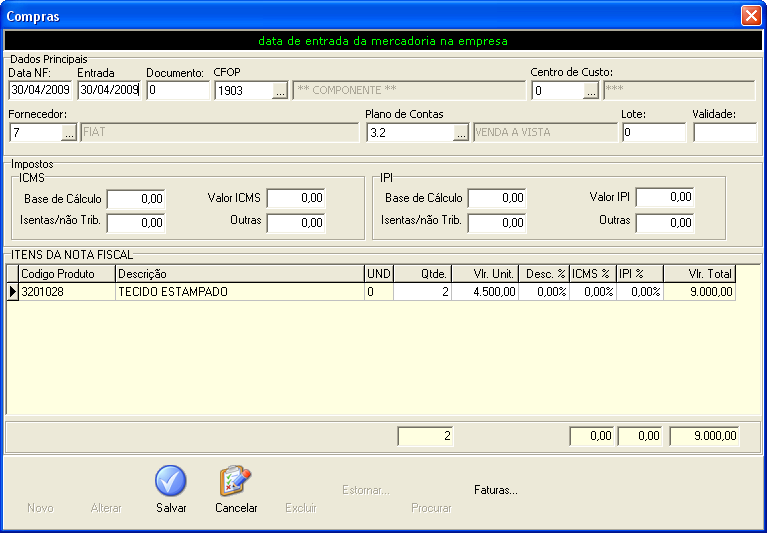 Compras
data de entrada da mercadoria na empresa
Dados Principais
Data NF: Entrada Documento: CFOP Centro de Custo:
30/04/2009 30/04/2009 0 1903 ... ** COMPONENTE ** 0 ... ***
Fornecedor: Plano de Contas Lote: Validade:
7 ... FIAT 3.2 ... VENDA A VISTA 0
Impostos
ICMS IPI
Base de Cálculo 0,00 Valor ICMS 0,00 Base de Cálculo 0,00 Valor IPI 0,00
Isentas/não Trib. 0,00 Outras 0,00 Isentas/não Trib. 0,00 Outras 0,00
ITENS DA NOTA FISCAL
Codigo Produto Descrição UND Qtde. Vlr. Unit. Desc. % ICMS % IPI % Vlr. Total
3201028 TECIDO ESTAMPADO 0 2 4.500,00 0,00% 0,00% 0,00% 9.000,00
2 0,00 0,00 9.000,00
Estornar... Faturas...
Novo Alterar Salvar Cancelar Excluir Procurar